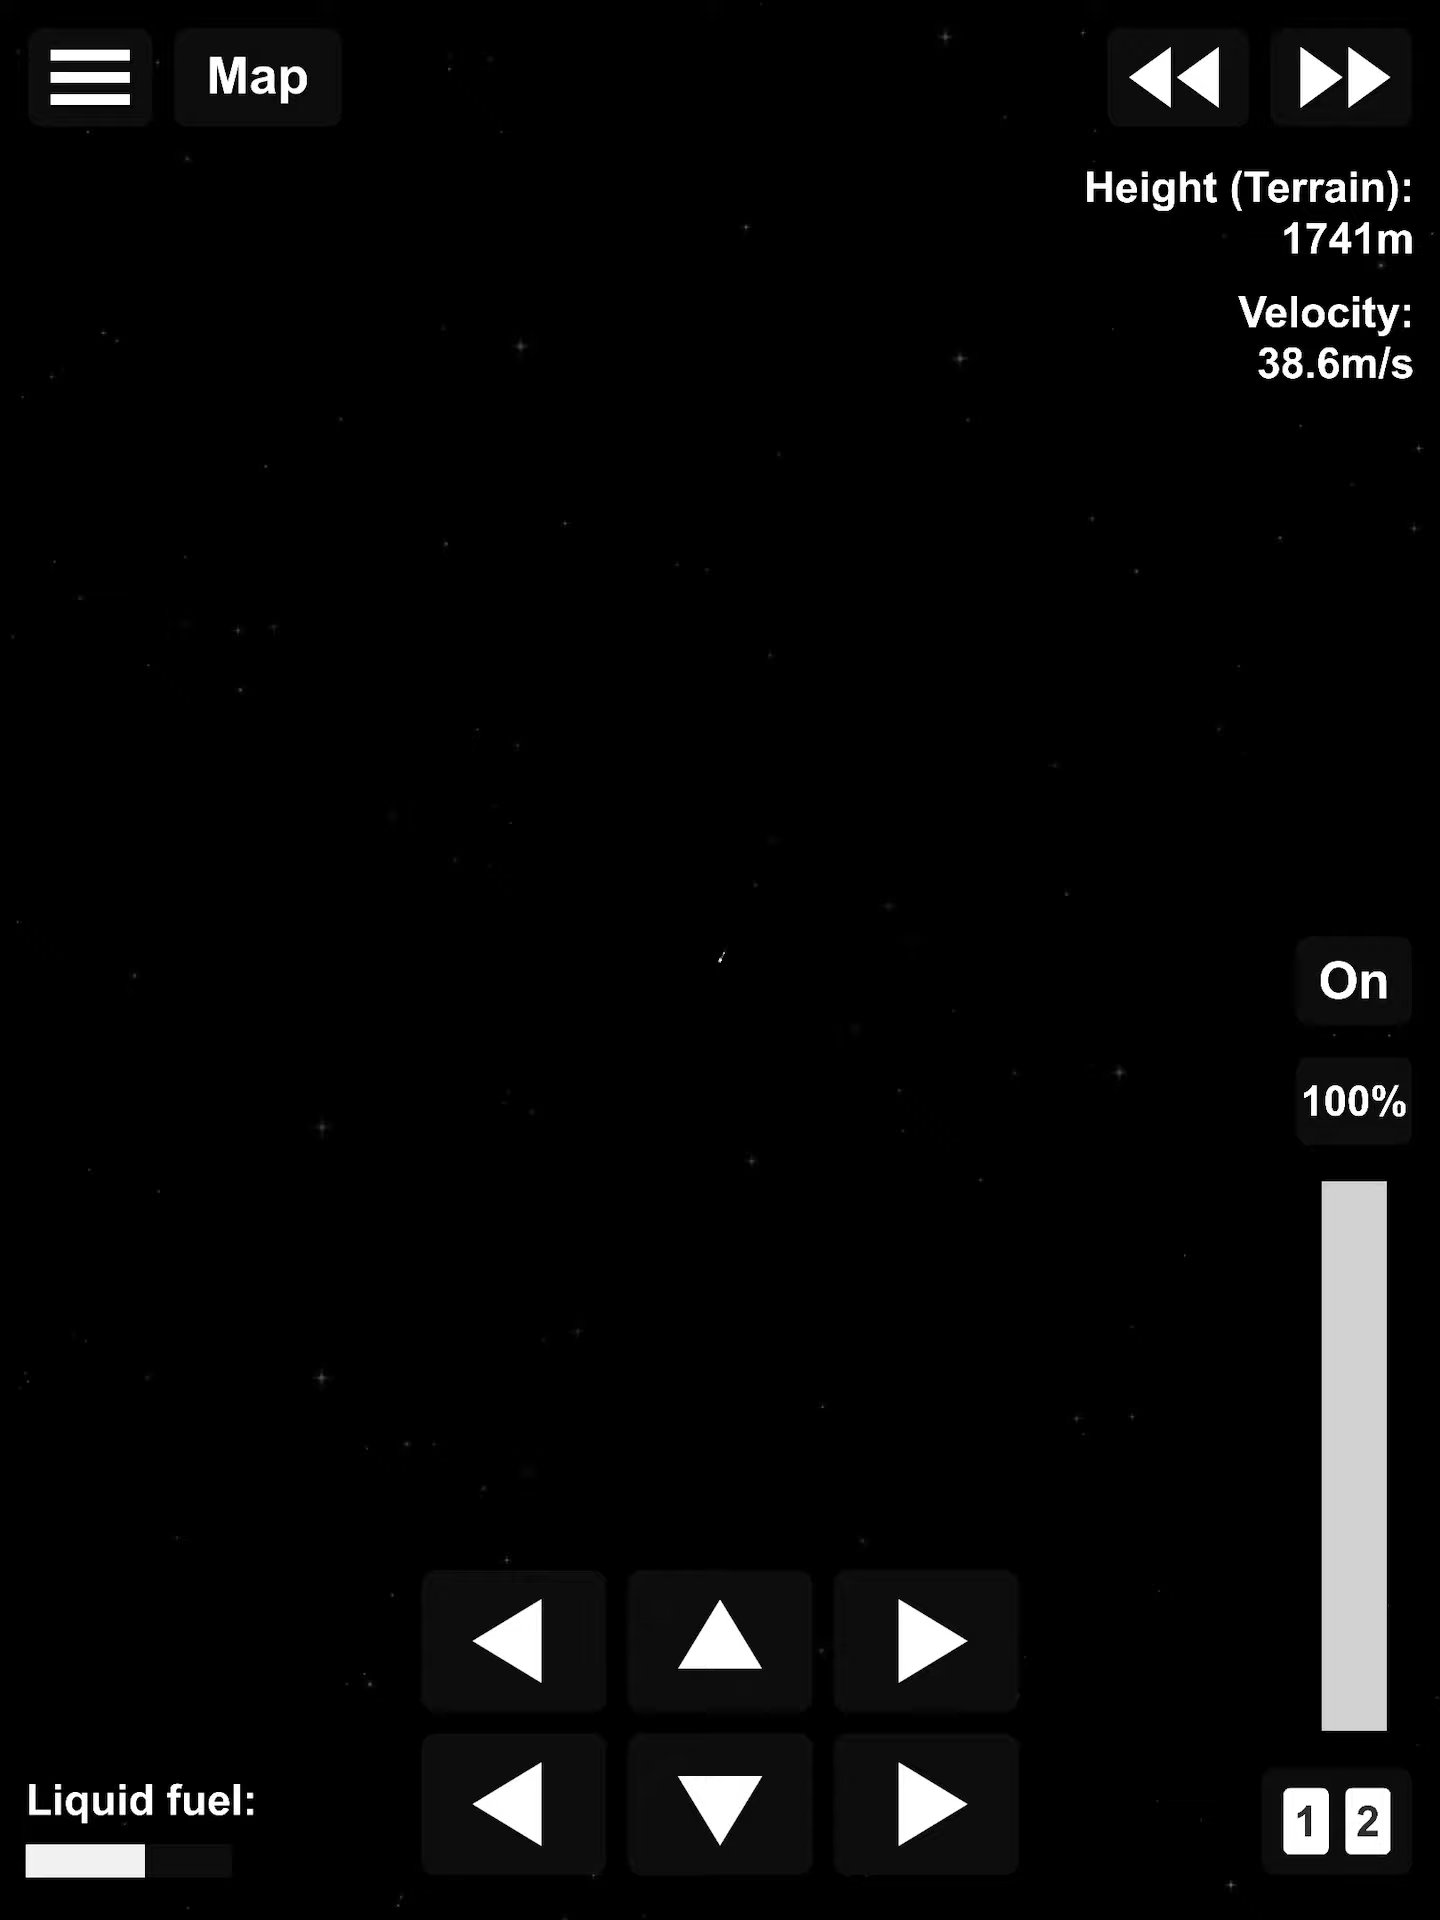 Map
Height (Terrain):
1741m
Velocity:
38.6m/s
On
100%
Liquid fuel:
1 2